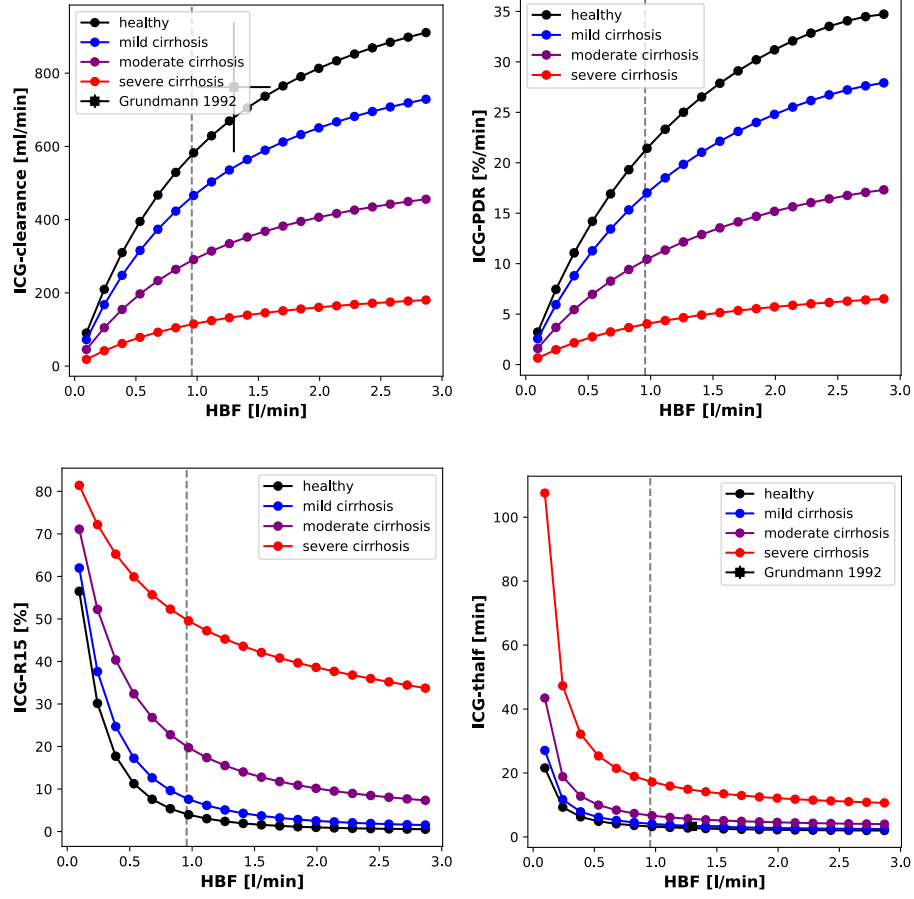 healthy
mild cirrhosis
moderate cirrhosis
severe cirrhosis
Grundmann 1992
ICG-clearance [ml/min]
800
600
400
200
0
0.0 0.5 1.0 1.5 2.0 2.5 3.0
HBF [l/min]
healthy
mild cirrhosis
moderate cirrhosis
severe cirrhosis
ICG-PDR [%/min]
35
30
25
20
15
10
5
0
0.0 0.5 1.0 1.5 2.0 2.5 3.0
HBF [l/min]
healthy
mild cirrhosis
moderate cirrhosis
severe cirrhosis
ICG-R15 [%]
80
70
60
50
40
30
20
10
0
0.0 0.5 1.0 1.5 2.0 2.5 3.0
HBF [l/min]
healthy
mild cirrhosis
moderate cirrhosis
severe cirrhosis
Grundmann 1992
ICG-thalf [min]
100
80
60
40
20
0
0.0 0.5 1.0 1.5 2.0 2.5 3.0
HBF [l/min]